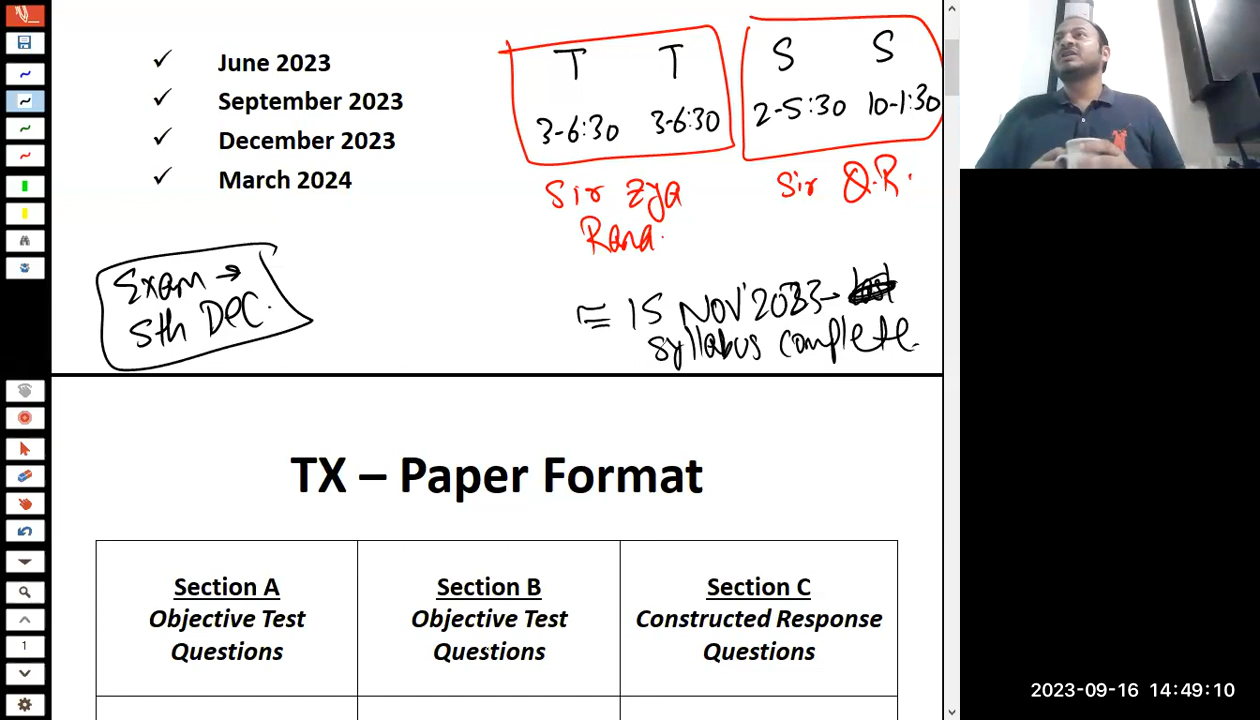 ✓ June 2023
✓ September 2023
✓ December 2023
✓ March 2024
T T
3-6:30 3-6:30
Sir Zya
Rana.
S S
2-5:30 10-1:30
Sir Q.R.
Exam →
5th Dec.
≅ 15 NOV'2023→
syllabus complete.
TX – Paper Format
Section A
Objective Test
Questions
Section B
Objective Test
Questions
Section C
Constructed Response
Questions
1
2023-09-16 14:49:10